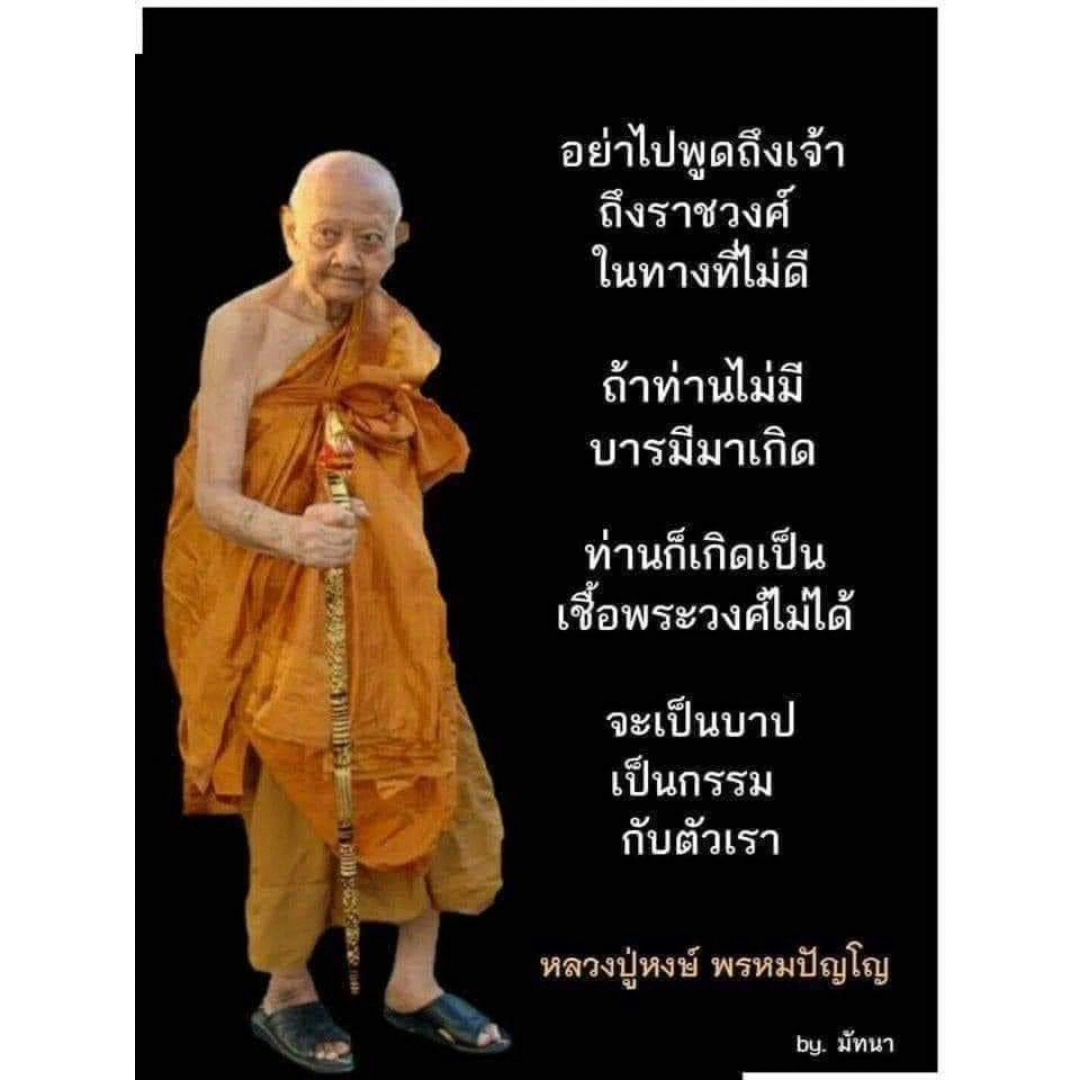 อย่าไปพูดถึงเจ้า
ถึงราชวงศ์
ในทางที่ไม่ดี
ถ้าท่านไม่มี
บารมีมาเกิด
ท่านก็เกิดเป็น
เชื้อพระวงศ์ไม่ได้
จะเป็นบาป
เป็นกรรม
กับตัวเรา
หลวงปู่หงษ์ พรหมปัญโญ
by. มัทนา